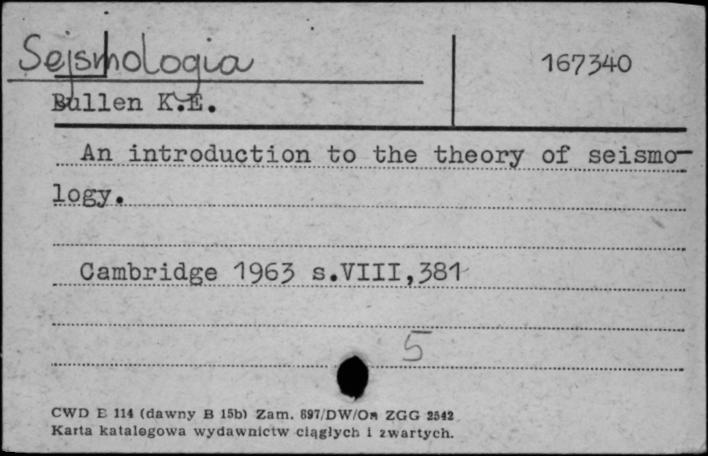 Sejsmologia
167340
Bullen K.E.
An introduction to the theory of seismo-
logy.
Cambridge 1963 s.VIII,381
5
CWD E 114 (dawny B 15b) Zam. 897/DW/On ZGG 2542
Karta katalogowa wydawnictw ciągłych i zwartych.